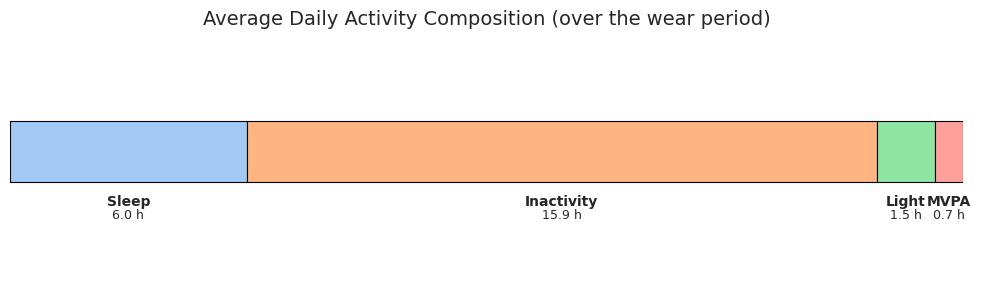 Average Daily Activity Composition (over the wear period)
Sleep Inactivity Light MVPA
6.0 h 15.9 h 1.5 h 0.7 h